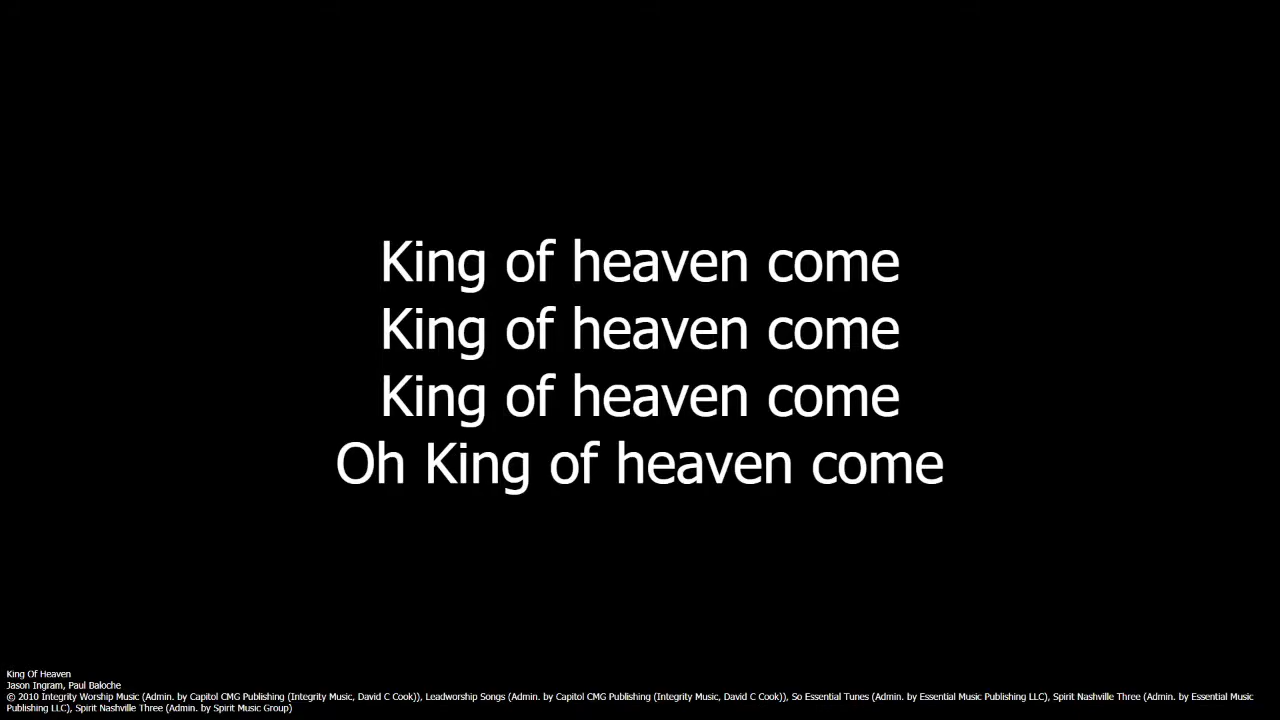 King of heaven come
King of heaven come
King of heaven come
Oh King of heaven come
King Of Heaven
Jason Ingram, Paul Baloche
© 2010 Integrity Worship Music (Admin. by Capitol CMG Publishing (Integrity Music, David C Cook)), Leadworship Songs (Admin. by Capitol CMG Publishing (Integrity Music, David C Cook)), So Essential Tunes (Admin. by Essential Music Publishing LLC), Spirit Nashville Three (Admin. by Essential Music
Publishing LLC), Spirit Nashville Three (Admin. by Spirit Music Group)